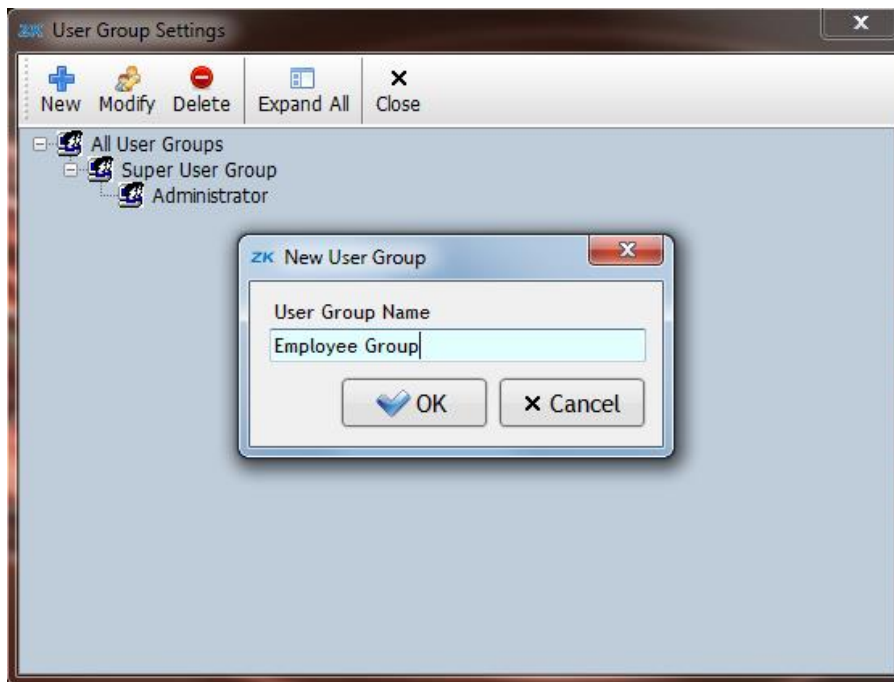 ZK User Group Settings
New Modify Delete Expand All Close
All User Groups
Super User Group
Administrator
ZK New User Group
User Group Name
Employee Group
OK Cancel